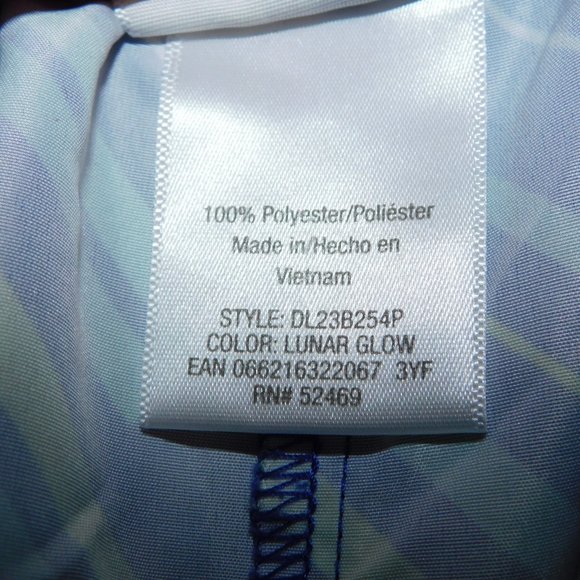 100% Polyester/Poliéster
Made in/Hecho en
Vietnam
STYLE: DL23B254P
COLOR: LUNAR GLOW
EAN 066216322067 3YF
RN# 52469